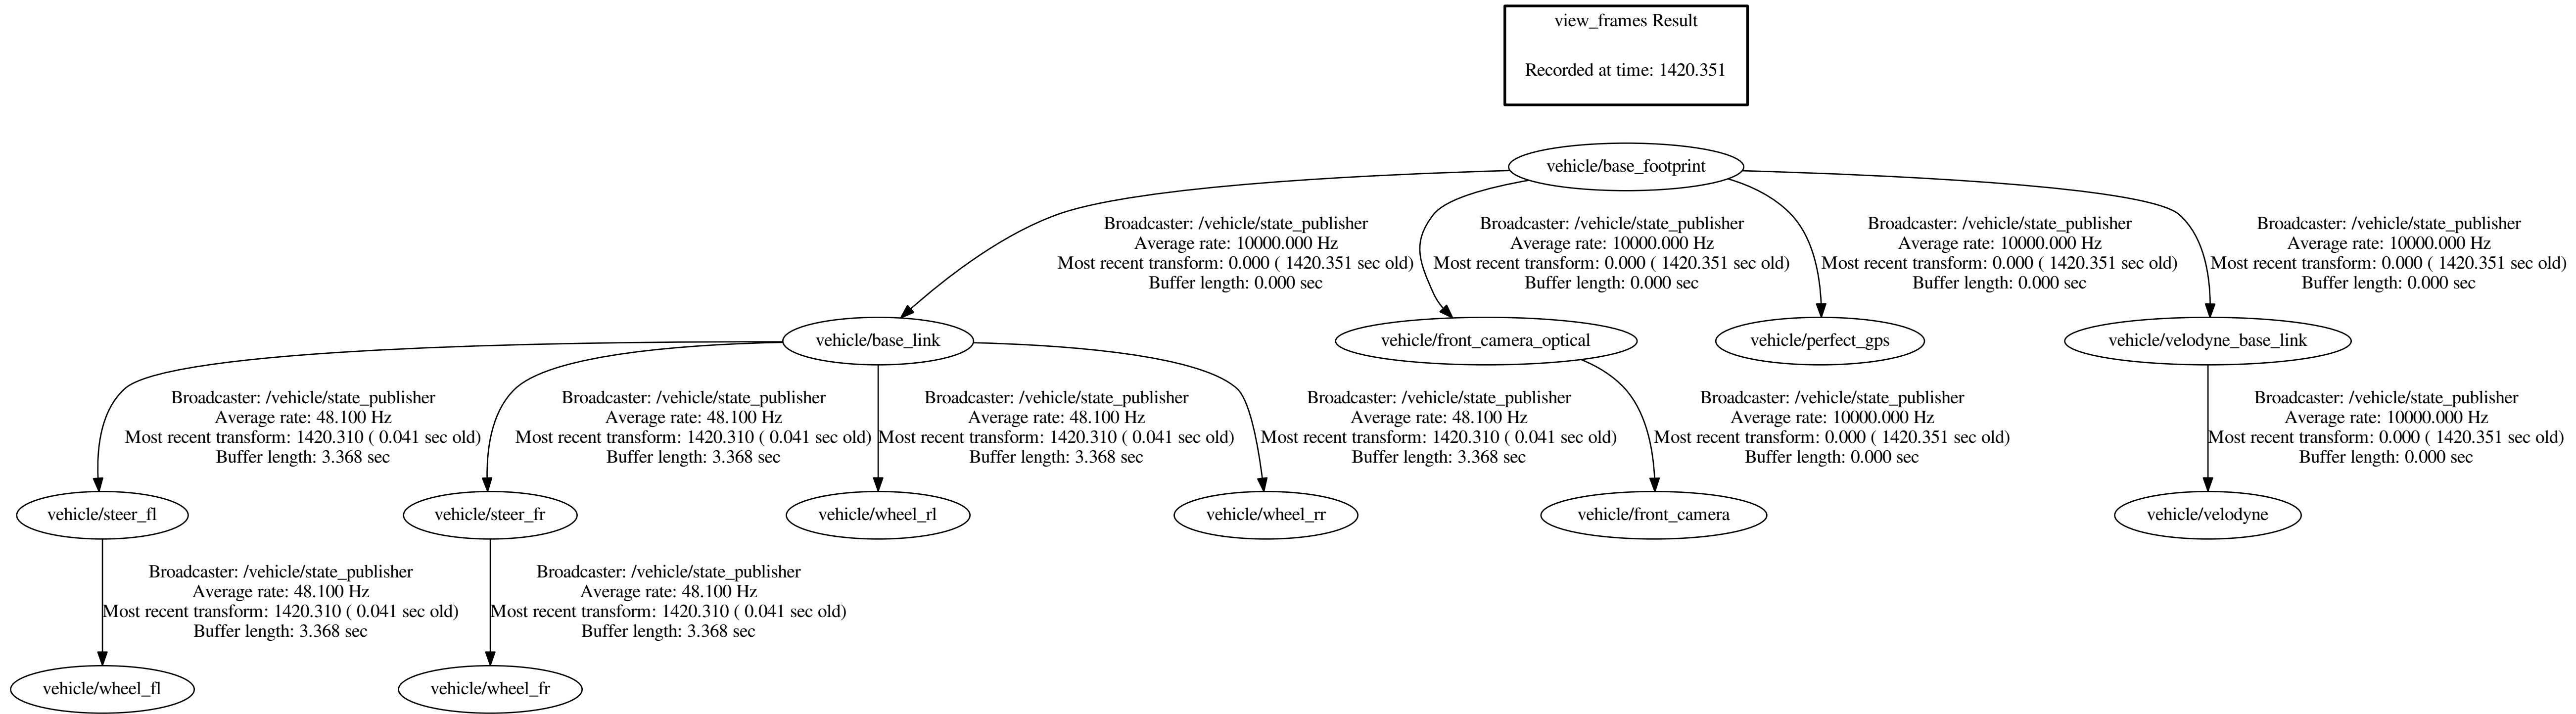 view_frames Result
Recorded at time: 1420.351
vehicle/base_footprint
Broadcaster: /vehicle/state_publisher
Average rate: 10000.000 Hz
Most recent transform: 0.000 ( 1420.351 sec old)
Buffer length: 0.000 sec
Broadcaster: /vehicle/state_publisher
Average rate: 10000.000 Hz
Most recent transform: 0.000 ( 1420.351 sec old)
Buffer length: 0.000 sec
Broadcaster: /vehicle/state_publisher
Average rate: 10000.000 Hz
Most recent transform: 0.000 ( 1420.351 sec old)
Buffer length: 0.000 sec
Broadcaster: /vehicle/state_publisher
Average rate: 10000.000 Hz
Most recent transform: 0.000 ( 1420.351 sec old)
Buffer length: 0.000 sec
vehicle/base_link
vehicle/front_camera_optical
vehicle/perfect_gps
vehicle/velodyne_base_link
Broadcaster: /vehicle/state_publisher
Average rate: 48.100 Hz
Most recent transform: 1420.310 ( 0.041 sec old)
Buffer length: 3.368 sec
Broadcaster: /vehicle/state_publisher
Average rate: 48.100 Hz
Most recent transform: 1420.310 ( 0.041 sec old)
Buffer length: 3.368 sec
Broadcaster: /vehicle/state_publisher
Average rate: 48.100 Hz
Most recent transform: 1420.310 ( 0.041 sec old)
Buffer length: 3.368 sec
Broadcaster: /vehicle/state_publisher
Average rate: 48.100 Hz
Most recent transform: 1420.310 ( 0.041 sec old)
Buffer length: 3.368 sec
Broadcaster: /vehicle/state_publisher
Average rate: 10000.000 Hz
Most recent transform: 0.000 ( 1420.351 sec old)
Buffer length: 0.000 sec
Broadcaster: /vehicle/state_publisher
Average rate: 10000.000 Hz
Most recent transform: 0.000 ( 1420.351 sec old)
Buffer length: 0.000 sec
vehicle/steer_fl
vehicle/steer_fr
vehicle/wheel_rl
vehicle/wheel_rr
vehicle/front_camera
vehicle/velodyne
Broadcaster: /vehicle/state_publisher
Average rate: 48.100 Hz
Most recent transform: 1420.310 ( 0.041 sec old)
Buffer length: 3.368 sec
Broadcaster: /vehicle/state_publisher
Average rate: 48.100 Hz
Most recent transform: 1420.310 ( 0.041 sec old)
Buffer length: 3.368 sec
vehicle/wheel_fl
vehicle/wheel_fr